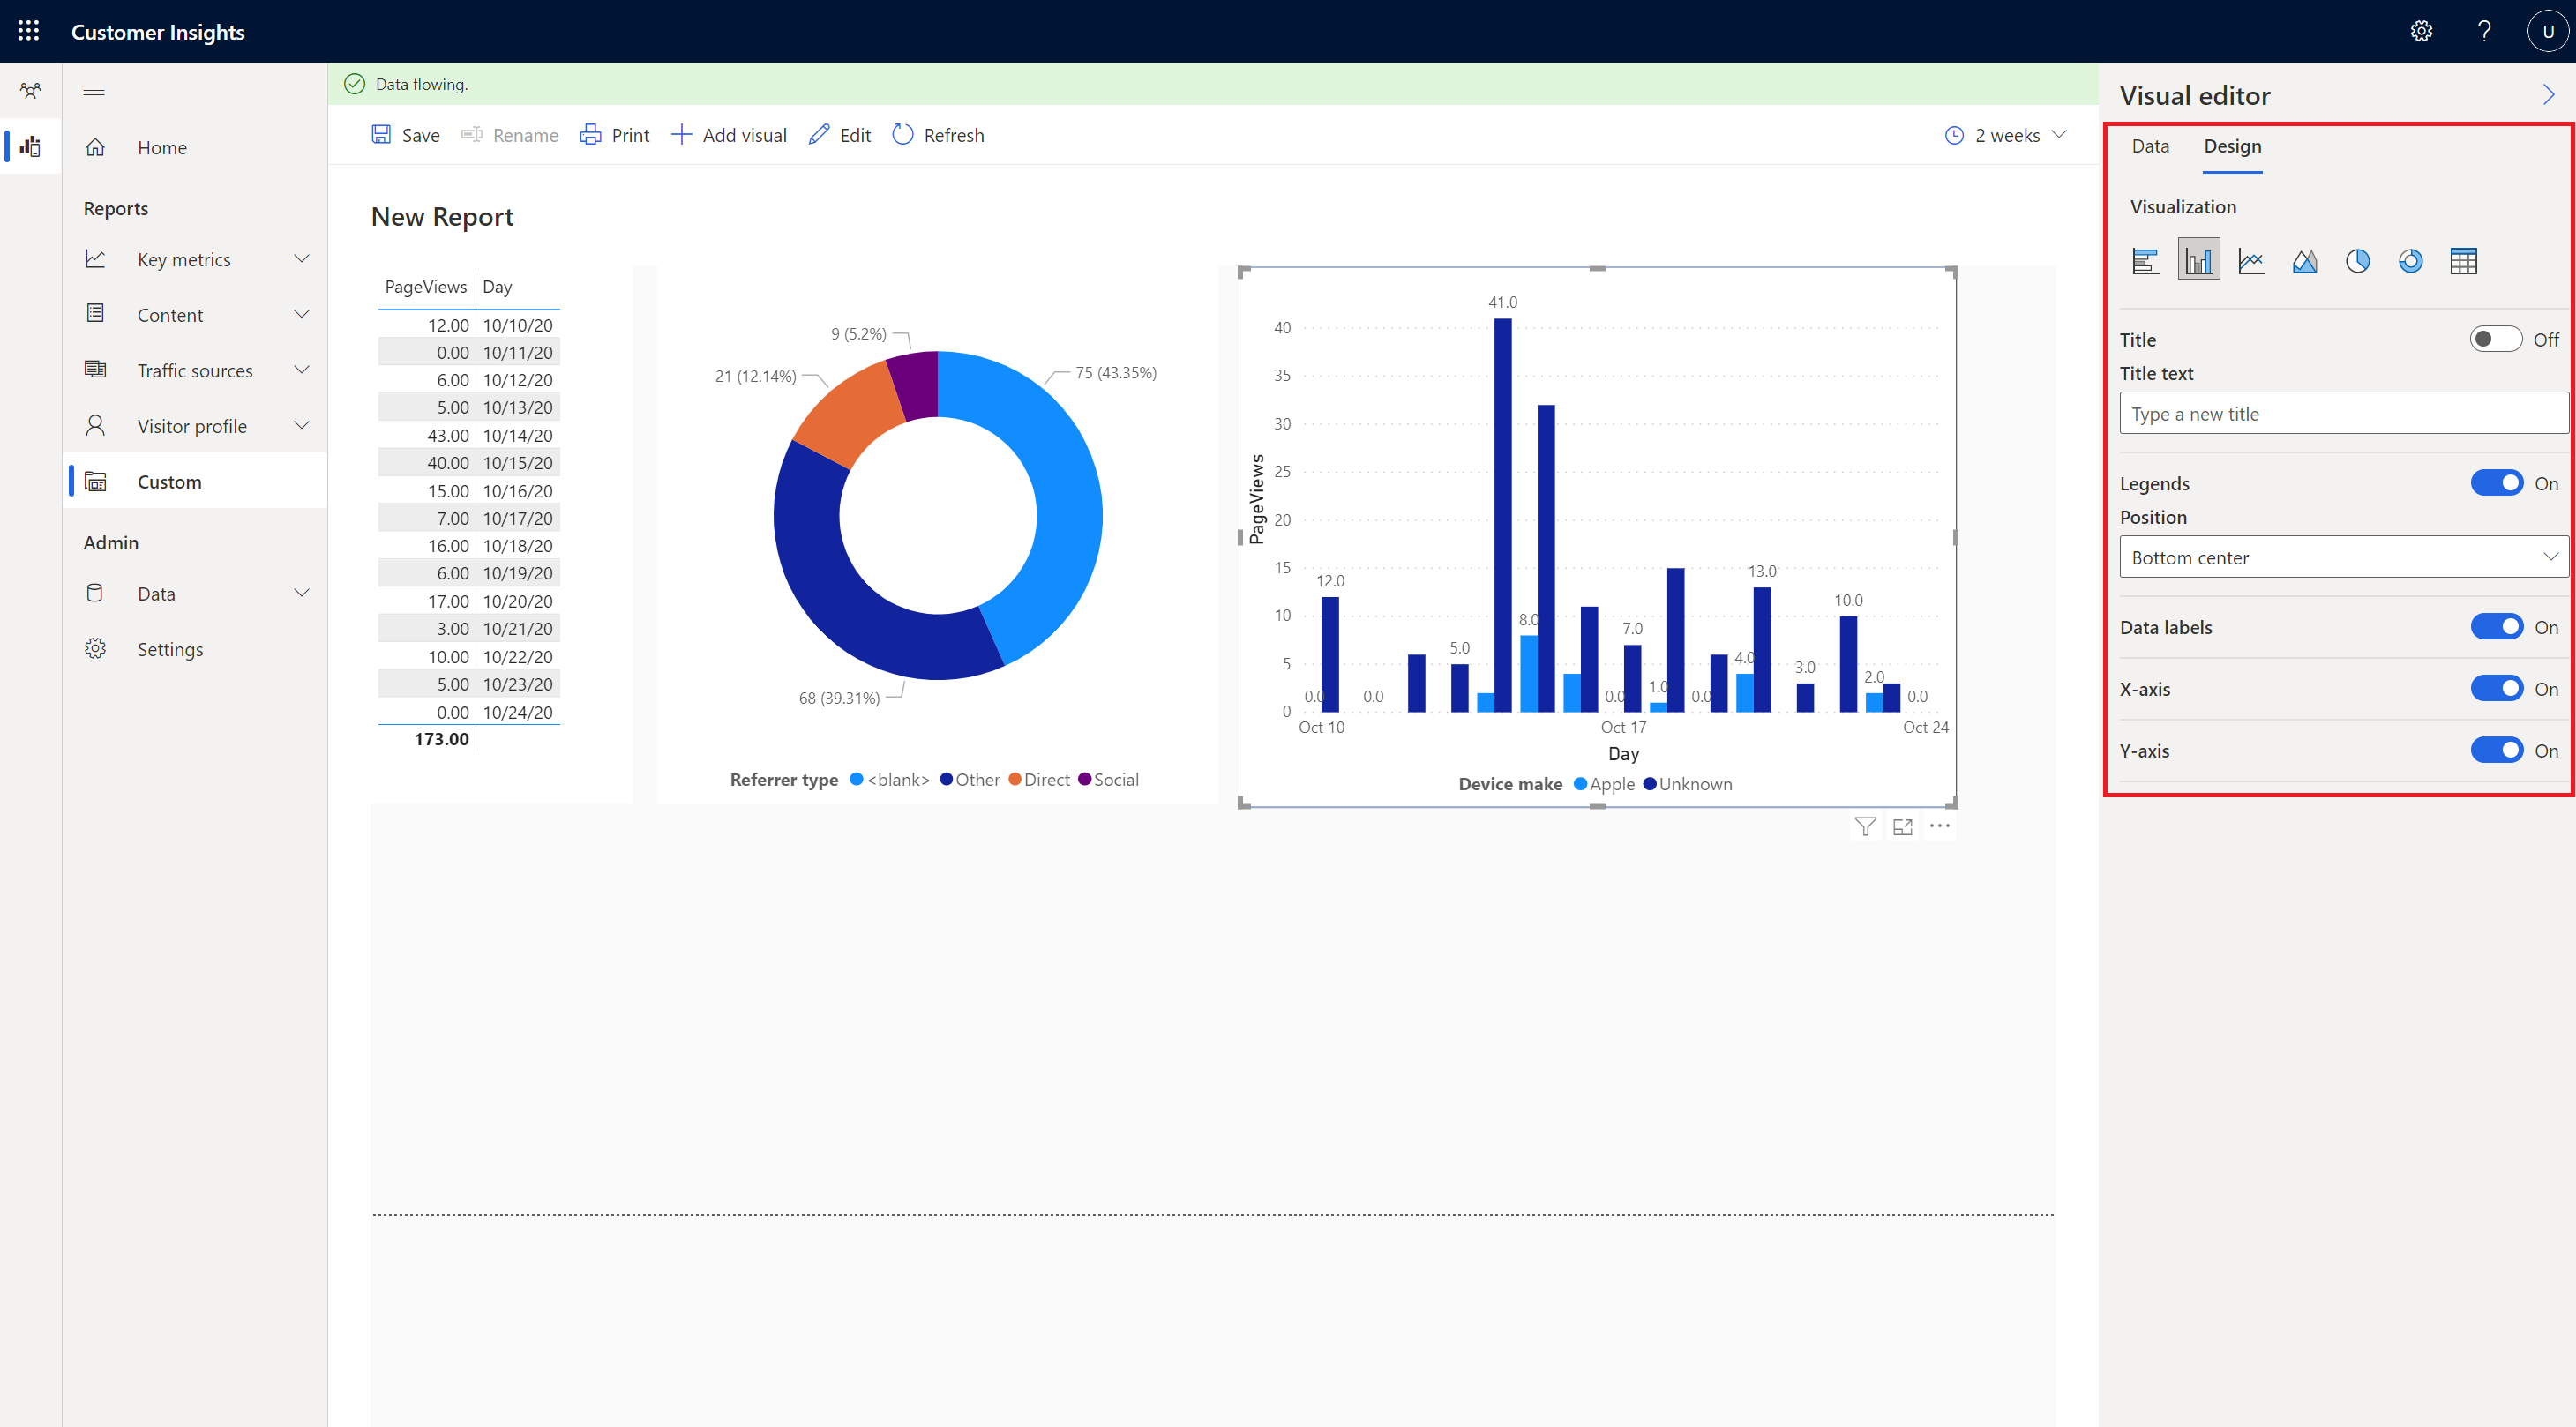 Customer Insights
U
Home
Reports
Key metrics
Content
Traffic sources
Visitor profile
Custom
Admin
Data
Settings
Data flowing.
Save Rename Print Add visual Edit Refresh 2 weeks
New Report
PageViews Day
12.00 10/10/20
0.00 10/11/20
6.00 10/12/20
5.00 10/13/20
43.00 10/14/20
40.00 10/15/20
15.00 10/16/20
7.00 10/17/20
16.00 10/18/20
6.00 10/19/20
17.00 10/20/20
3.00 10/21/20
10.00 10/22/20
5.00 10/23/20
0.00 10/24/20
173.00
9 (5.2%)
21 (12.14%)
75 (43.35%)
68 (39.31%)
Referrer type <blank> Other Direct Social
PageViews
40
35
30
25
20
15
10
5
0
41.0
12.0
13.0
10.0
8.0
7.0
5.0
4.0
3.0
2.0
1.0
0.0 0.0 0.0 0.0 0.0
Oct 10 Oct 17 Oct 24
Day
Device make Apple Unknown
Visual editor
Data Design
Visualization
Title Off
Title text
Type a new title
Legends On
Position
Bottom center
Data labels On
X-axis On
Y-axis On